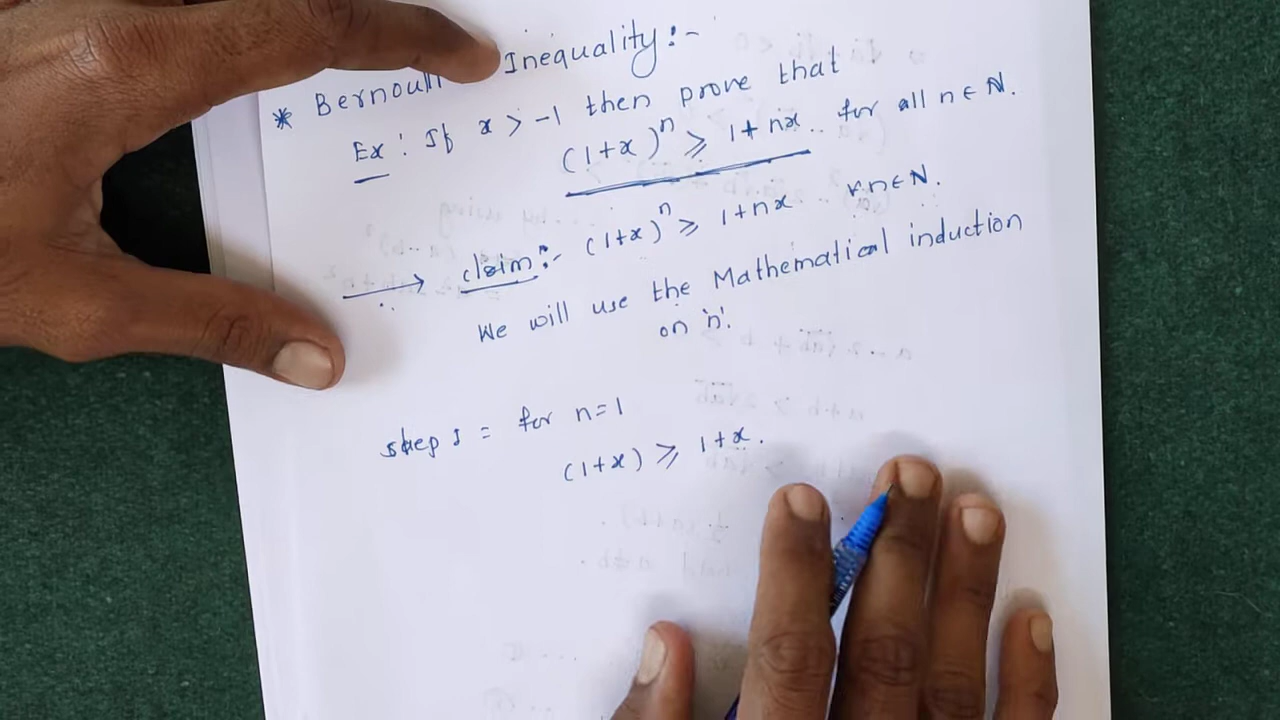 * Bernoull Inequality :-
Ex : If x > -1 then prove that
(1+x)^n ≥ 1 + nx .. for all n ∈ N.
claim :- (1+x)^n ≥ 1+nx .. ∀ n ∈ N.
We will use the Mathematical induction
on 'n'.
step 1 = for n=1
(1+x) ≥ 1+x.